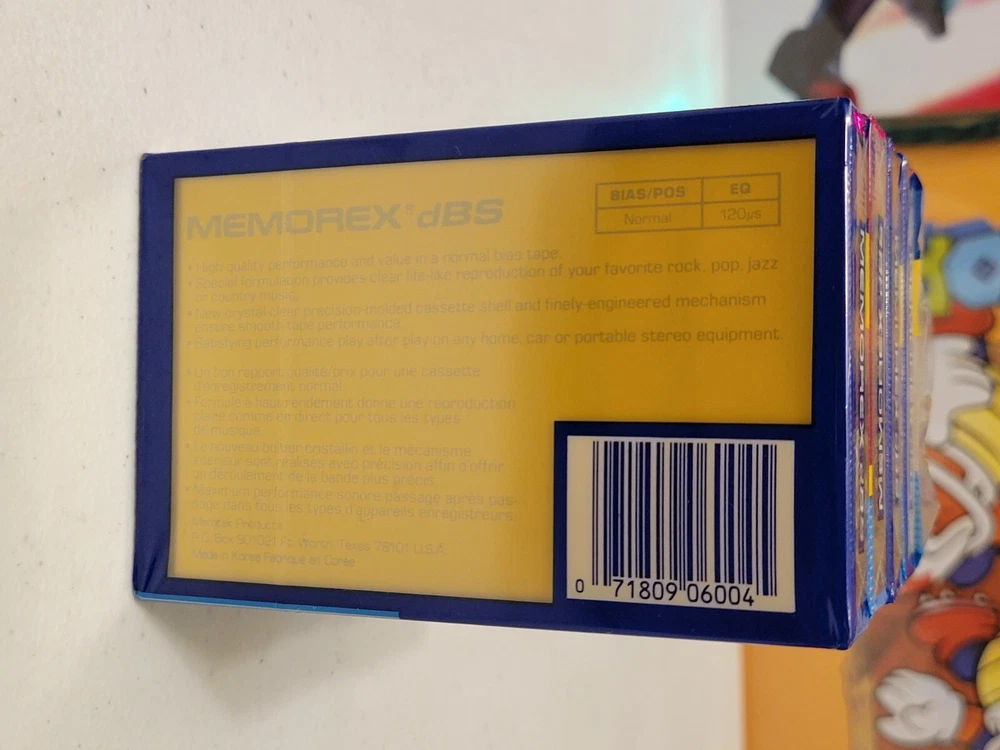 MEMOREX® dBS
BIAS/POS EQ
Normal 120µs
• High quality performance and value in a normal bias tape.
• Special formulation provides clear life-like reproduction of your favorite rock, pop, jazz
or country music.
• New crystal clear precision-molded cassette shell and finely-engineered mechanism
ensure smooth tape performance.
• Satisfying performance play after play on any home, car or portable stereo equipment.
• Un bon rapport qualité/prix pour une cassette
d'enregistrement normal.
• Formule à haut rendement donne une reproduction
claire comme en direct pour tous les types
de musique.
• Le nouveau boîtier cristallin et le mécanisme
intérieur sont réalisés avec précision affin d'offrir
un déroulement de la bande plus précis.
• Maximum performance sonore passage après pas-
sage dans tous les types d'appareils enregistreurs.
Memtek Products
P.O. Box 901021 Ft. Worth, Texas 76101 U.S.A.
Made in Korea Fabriqué en Corée
0 71809 06004
MEMOREX
MEMOREX